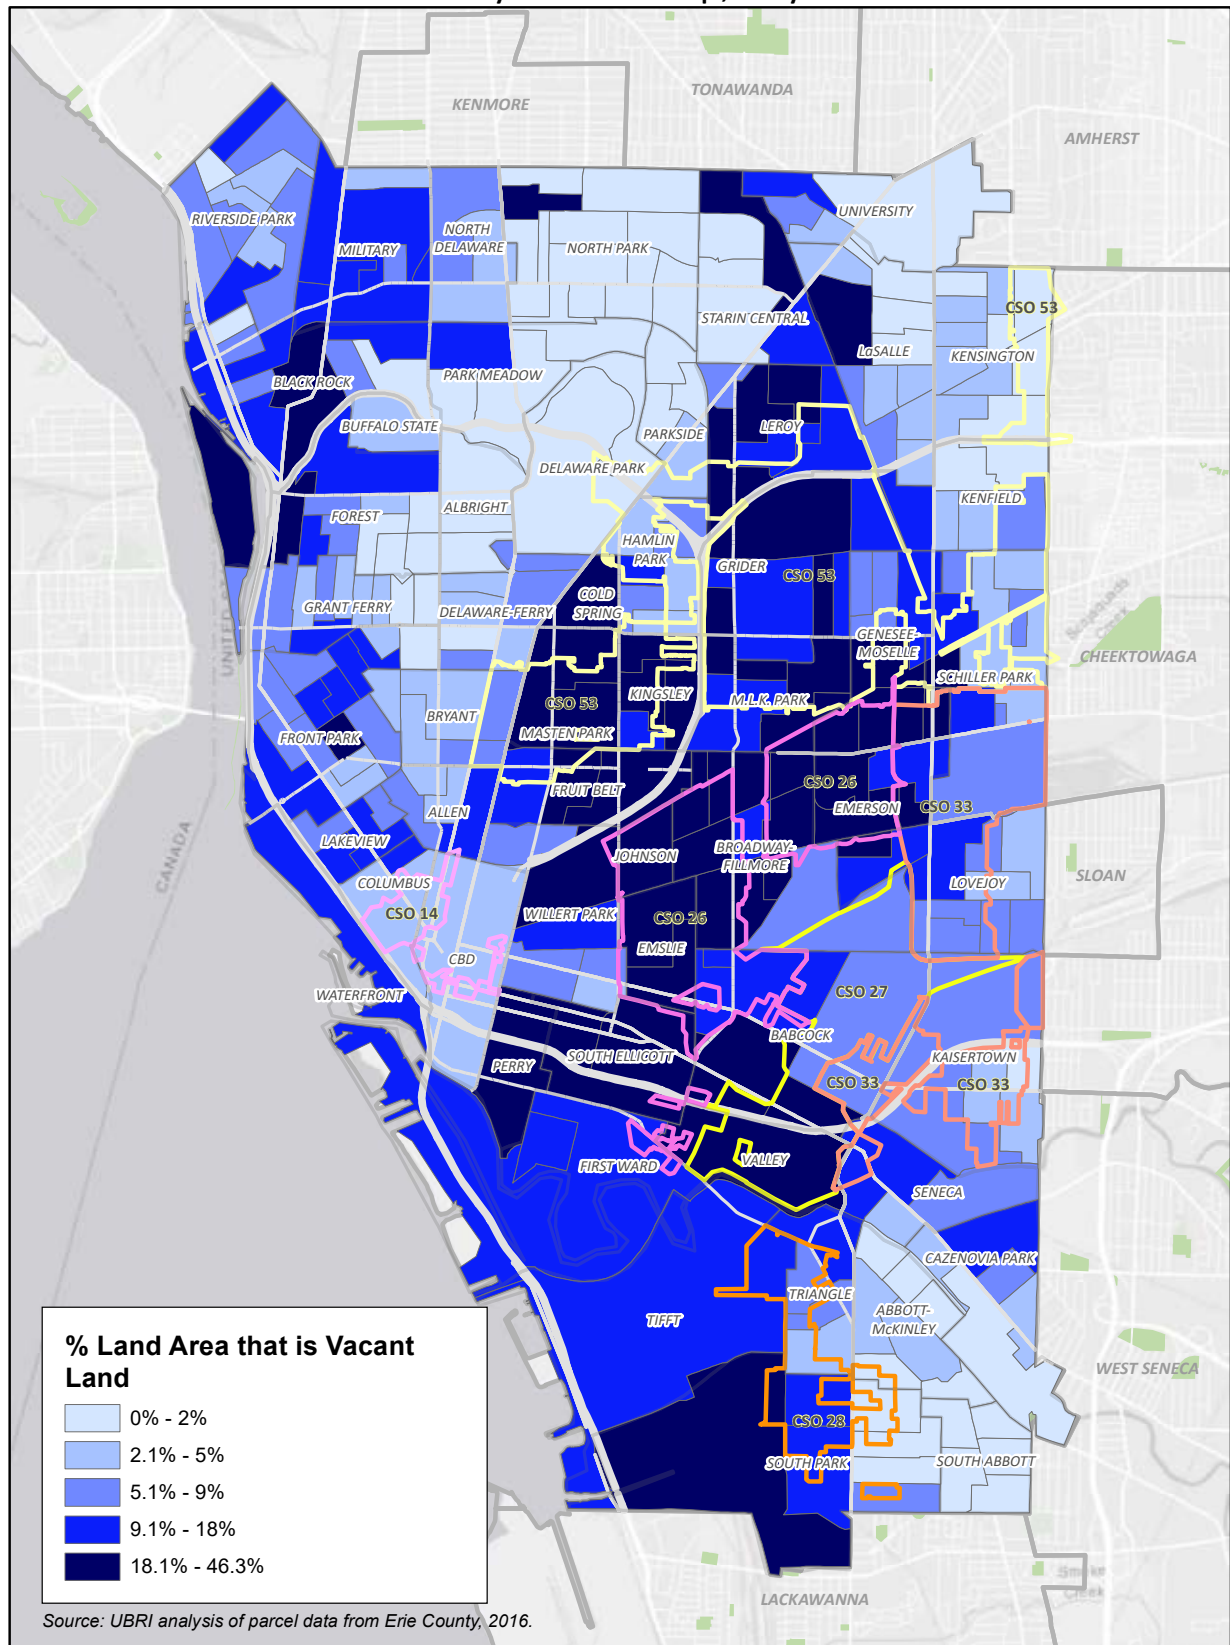 KENMORE
TONAWANDA
AMHERST
RIVERSIDE PARK
UNIVERSITY
NORTH
DELAWARE
MILITARY
NORTH PARK
CSO 53
STARIN CENTRAL
LaSALLE
KENSINGTON
BLACK ROCK
PARK MEADOW
BUFFALO STATE
PARKSIDE
LEROY
DELAWARE PARK
KENFIELD
ALBRIGHT
FOREST
HAMLIN
PARK
GRIDER
CSO 53
COLD
SPRING
GRANT FERRY
DELAWARE-FERRY
GENESEE-
MOSELLE
CHEEKTOWAGA
SCHILLER PARK
KINGSLEY
M.L.K. PARK
CSO 53
BRYANT
MASTEN PARK
FRONT PARK
FRUIT BELT
CSO 26
EMERSON
CSO 33
ALLEN
LAKEVIEW
JOHNSON
BROADWAY-
FILLMORE
CANADA
COLUMBUS
LOVEJOY
SLOAN
CSO 14
WILLERT PARK
CSO 26
EMSLIE
CBD
WATERFRONT
CSO 27
BABCOCK
SOUTH ELLICOTT
KAISERTOWN
PERRY
CSO 33
CSO 33
FIRST WARD
VALLEY
SENECA
CAZENOVIA PARK
TRIANGLE
ABBOTT-
McKINLEY
TIFFT
WEST SENECA
CSO 28
SOUTH PARK
SOUTH ABBOTT
LACKAWANNA
% Land Area that is Vacant
Land
0% - 2%
2.1% - 5%
5.1% - 9%
9.1% - 18%
18.1% - 46.3%
Source: UBRI analysis of parcel data from Erie County, 2016.